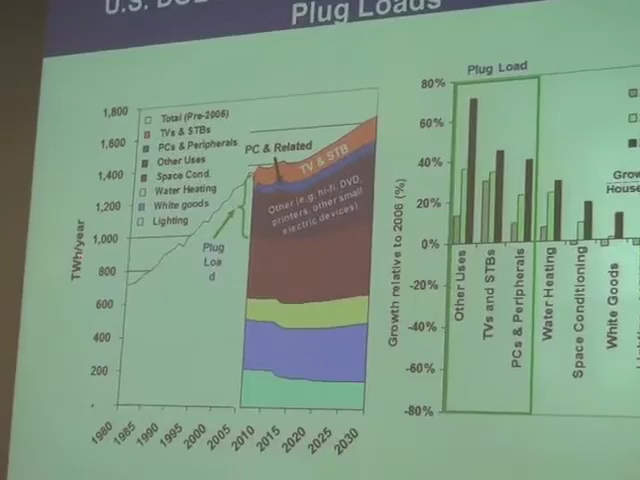 U.S. DOE
Plug Loads
1,800
1,600
1,400
1,200
1,000
800
600
400
200
-
TWh/year
Total (Pre-2006)
TVs & STBs
PCs & Peripherals
Other Uses
Space Cond.
Water Heating
White goods
Lighting
PC & Related
TV & STB
Other (e.g. hi-fi, DVD,
printers, other small
electric devices)
Plug
Loa
d
1980
1985
1990
1995
2000
2005
2010
2015
2020
2025
2030
Plug Load
80%
60%
40%
20%
0%
-20%
-40%
-60%
-80%
Growth relative to 2006 (%)
Other Uses
TVs and STBs
PCs & Peripherals
Water Heating
Space Conditioning
White Goods
Grow
House